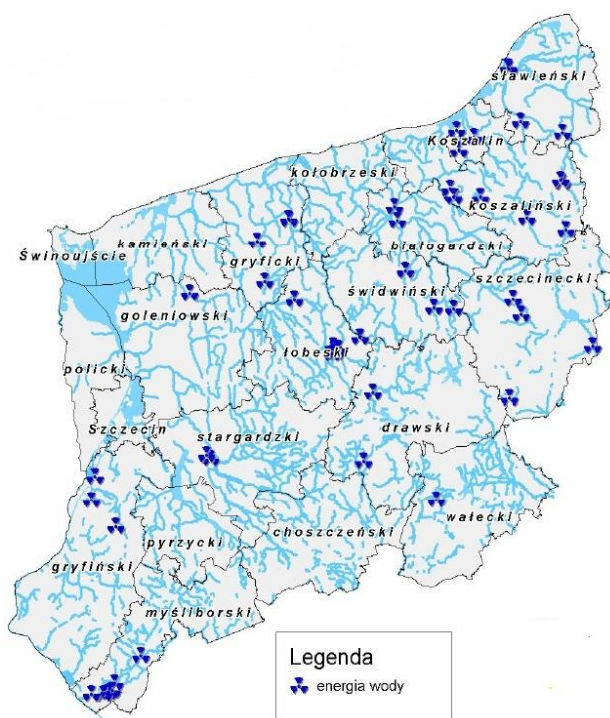 sławieński
Koszalin
kołobrzeski
koszaliński
kamieński
białogardzki
gryficki
Świnoujście
szczecinecki
świdwiński
goleniowski
łobeski
policki
Szczecin
drawski
stargardzki
wałecki
choszczeński
pyrzycki
gryfiński
myśliborski
Legenda
energia wody